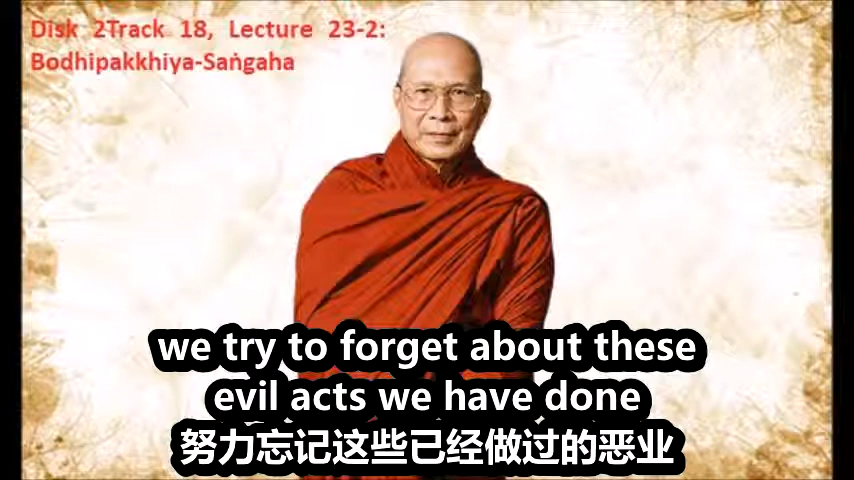 Disk 2Track 18, Lecture 23-2:
Bodhipakkhiya-Saṅgaha
we try to forget about these
evil acts we have done
努力忘记这些已经做过的恶业